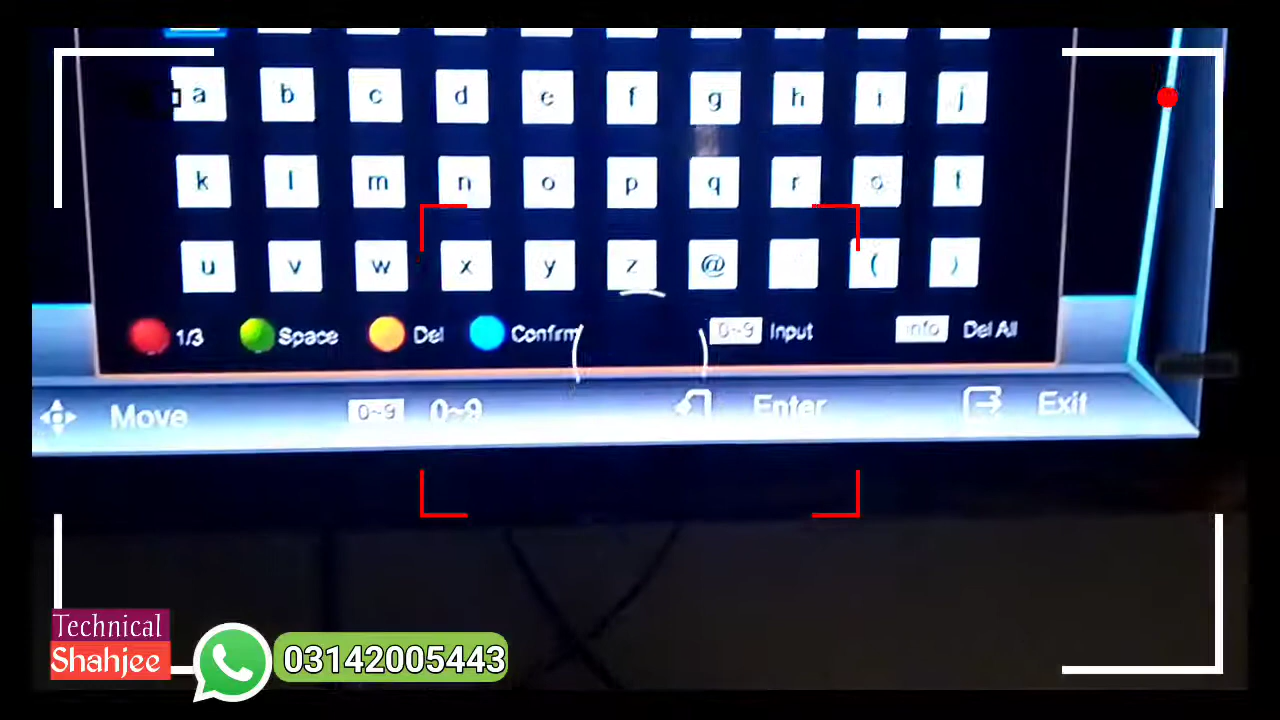 a b c d e f g h i j
k l m n o p q r s t
u v w x y z @ ( )
1/3 Space Del Confirm 0~9 Input Info Del All
Move 0~9 0~9 Enter Exit
Technical
Shahjee
03142005443